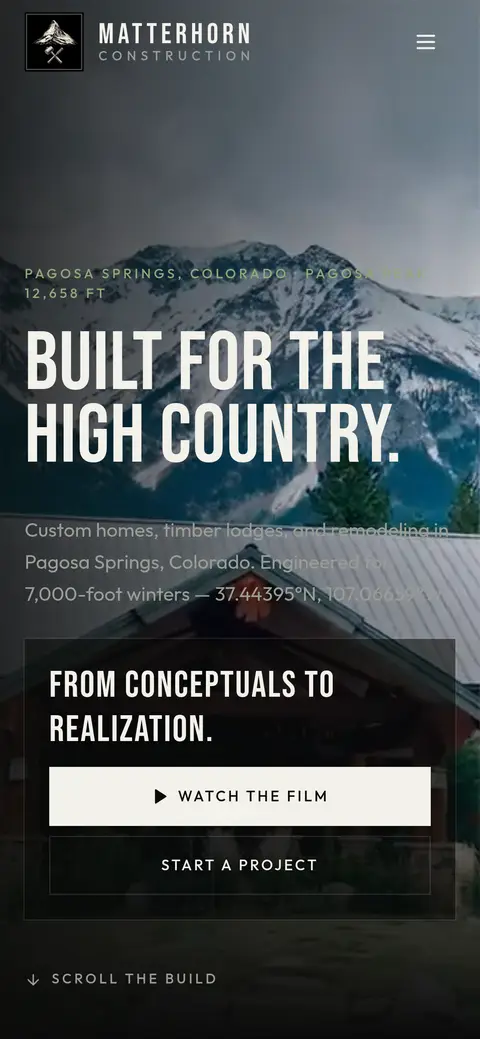 MATTERHORN
CONSTRUCTION
PAGOSA SPRINGS, COLORADO · PAGOSA PEAK
12,658 FT
BUILT FOR THE
HIGH COUNTRY.
Custom homes, timber lodges, and remodeling in
Pagosa Springs, Colorado. Engineered for
7,000-foot winters — 37.44395°N,
FROM CONCEPTUALS TO
REALIZATION.
WATCH THE FILM
START A PROJECT
SCROLL THE BUILD